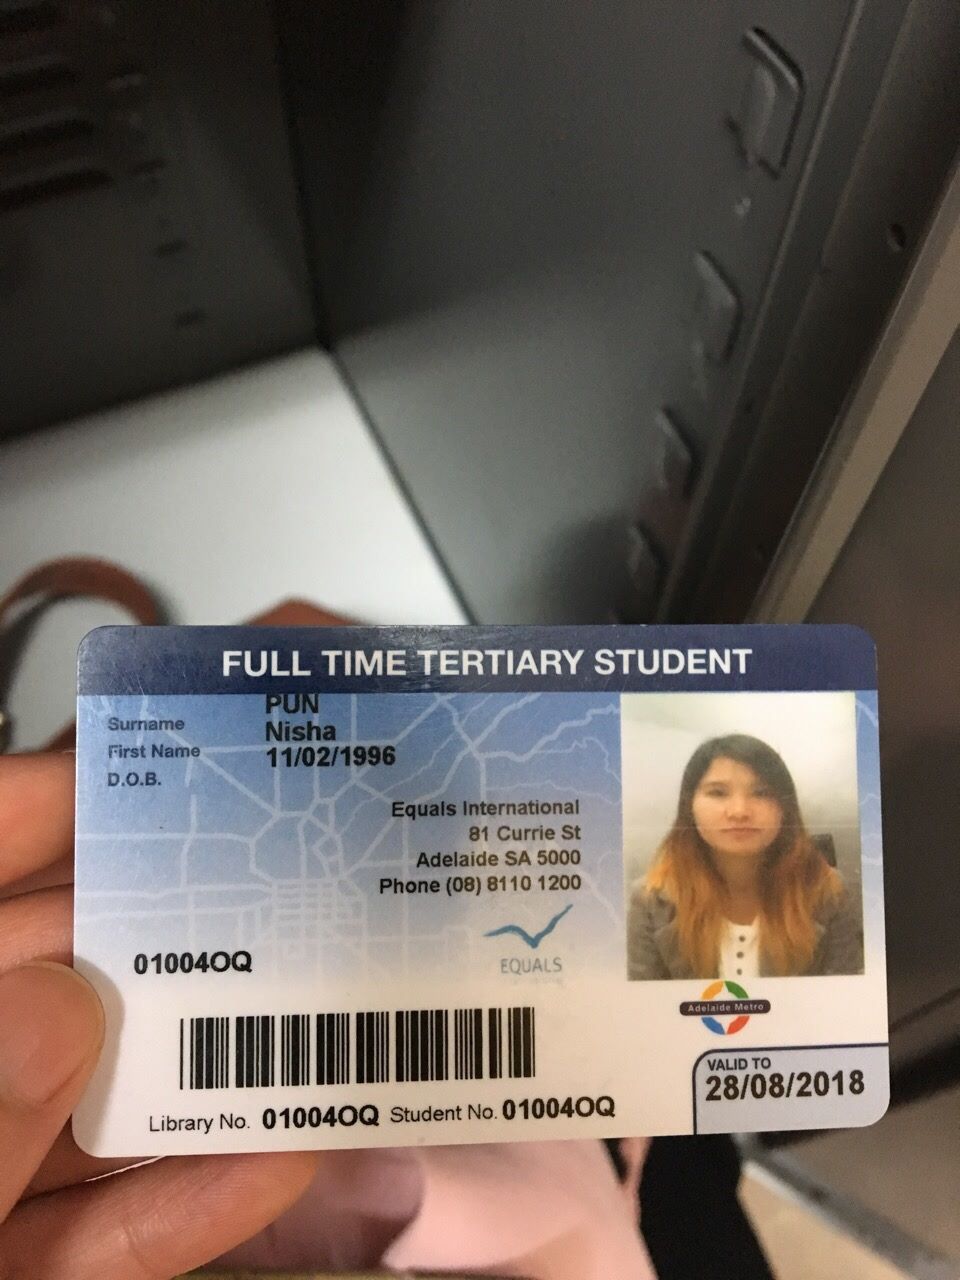 FULL TIME TERTIARY STUDENT
Surname PUN
First Name Nisha
D.O.B. 11/02/1996
Equals International
81 Currie St
Adelaide SA 5000
Phone (08) 8110 1200
EQUALS
01004OQ
Adelaide Metro
VALID TO
28/08/2018
Library No. 01004OQ Student No. 01004OQ